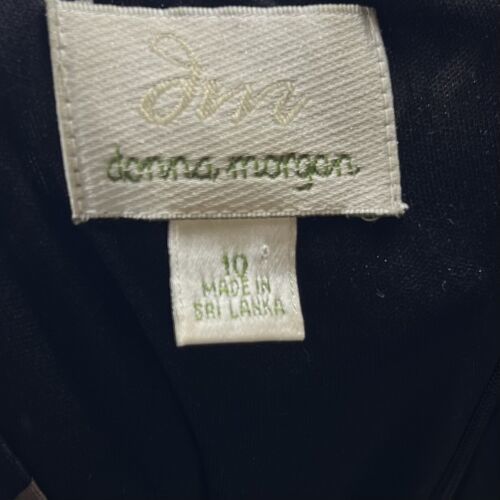 dm
donna morgan
10
MADE IN
SRI LANKA